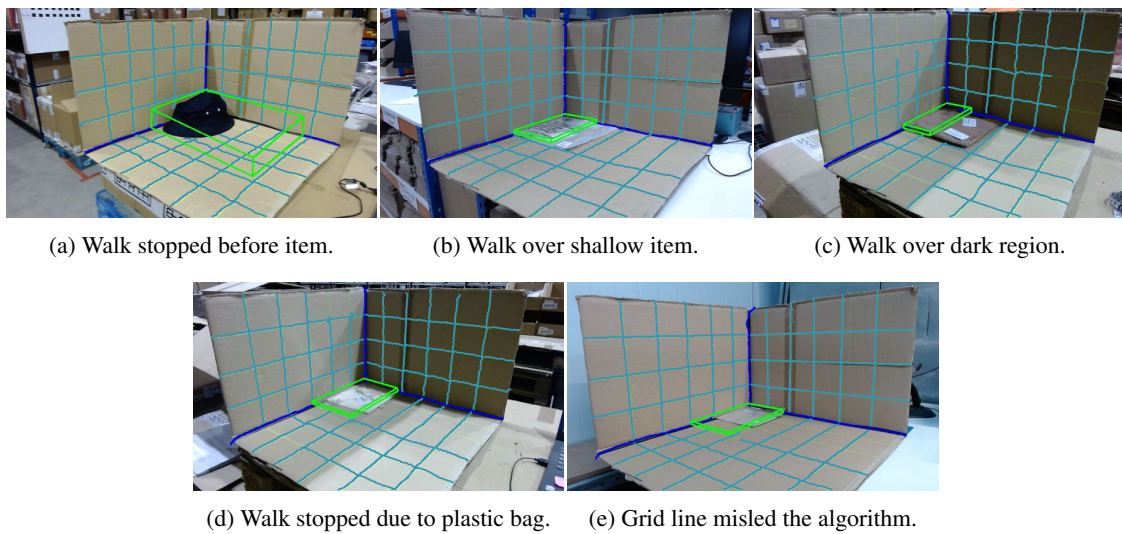 (a) Walk stopped before item.
(b) Walk over shallow item.
(c) Walk over dark region.
(d) Walk stopped due to plastic bag.
(e) Grid line misled the algorithm.